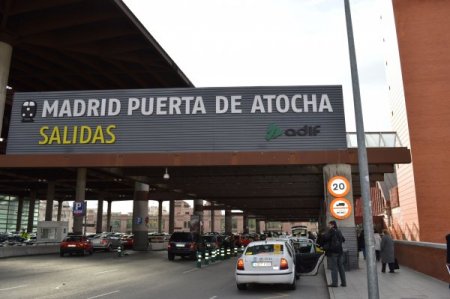 MADRID PUERTA DE ATOCHA
SALIDAS
adif
20
P